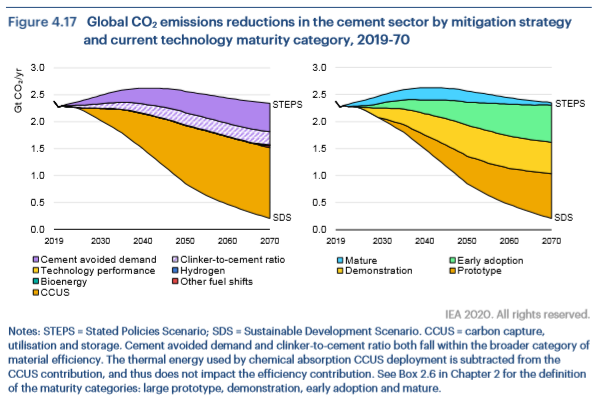 Figure 4.17 Global CO₂ emissions reductions in the cement sector by mitigation strategy
and current technology maturity category, 2019-70
Gt CO₂/yr
3.0
2.5
2.0
1.5
1.0
0.5
0.0
2019 2030 2040 2050 2060 2070
STEPS
SDS
Cement avoided demand Clinker-to-cement ratio
Technology performance Hydrogen
Bioenergy Other fuel shifts
CCUS
3.0
2.5
2.0
1.5
1.0
0.5
0.0
2019 2030 2040 2050 2060 2070
STEPS
SDS
Mature Early adoption
Demonstration Prototype
IEA 2020. All rights reserved.
Notes: STEPS = Stated Policies Scenario; SDS = Sustainable Development Scenario. CCUS = carbon capture,
utilisation and storage. Cement avoided demand and clinker-to-cement ratio both fall within the broader category of
material efficiency. The thermal energy used by chemical absorption CCUS deployment is subtracted from the
CCUS contribution, and thus does not impact the efficiency contribution. See Box 2.6 in Chapter 2 for the definition
of the maturity categories: large prototype, demonstration, early adoption and mature.